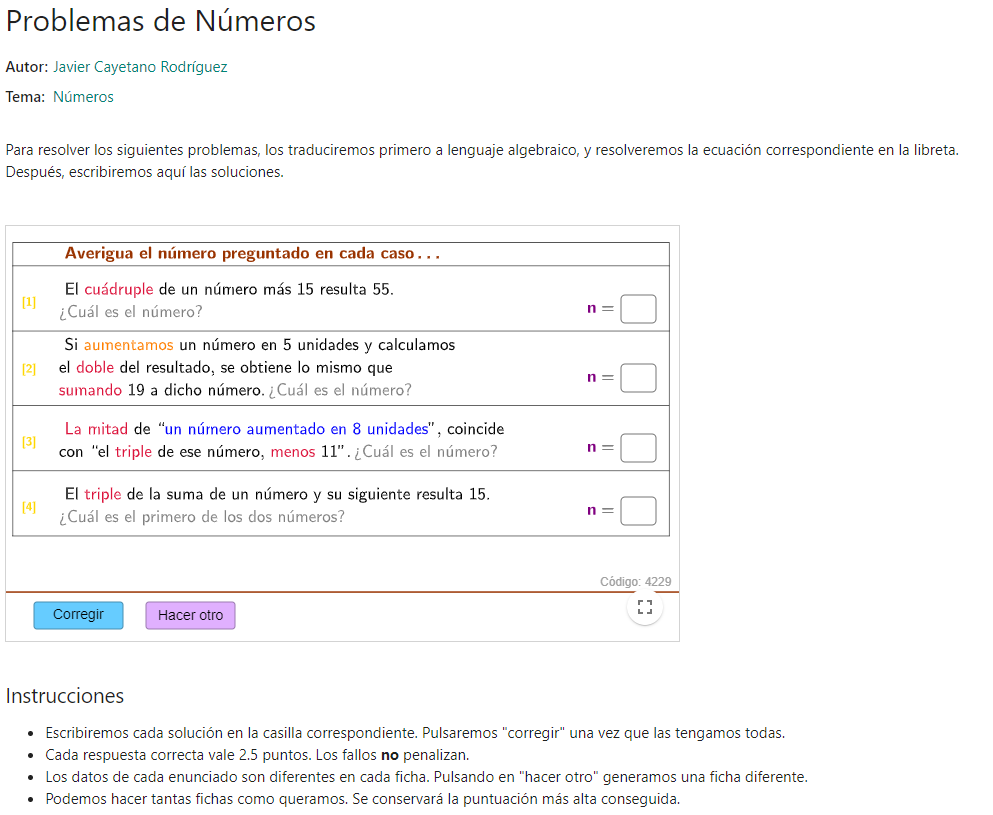 Problemas de Números
Autor: Javier Cayetano Rodríguez
Tema: Números
Para resolver los siguientes problemas, los traduciremos primero a lenguaje algebraico, y resolveremos la ecuación correspondiente en la libreta.
Después, escribiremos aquí las soluciones.
Averigua el número preguntado en cada caso...
[1] El cuádruple de un número más 15 resulta 55.
¿Cuál es el número? n =
[2] Si aumentamos un número en 5 unidades y calculamos
el doble del resultado, se obtiene lo mismo que
sumando 19 a dicho número. ¿Cuál es el número? n =
[3] La mitad de “un número aumentado en 8 unidades”, coincide
con “el triple de ese número, menos 11”. ¿Cuál es el número? n =
[4] El triple de la suma de un número y su siguiente resulta 15.
¿Cuál es el primero de los dos números? n =
Código: 4229
Corregir Hacer otro
Instrucciones
• Escribiremos cada solución en la casilla correspondiente. Pulsaremos "corregir" una vez que las tengamos todas.
• Cada respuesta correcta vale 2.5 puntos. Los fallos no penalizan.
• Los datos de cada enunciado son diferentes en cada ficha. Pulsando en "hacer otro" generamos una ficha diferente.
• Podemos hacer tantas fichas como queramos. Se conservará la puntuación más alta conseguida.